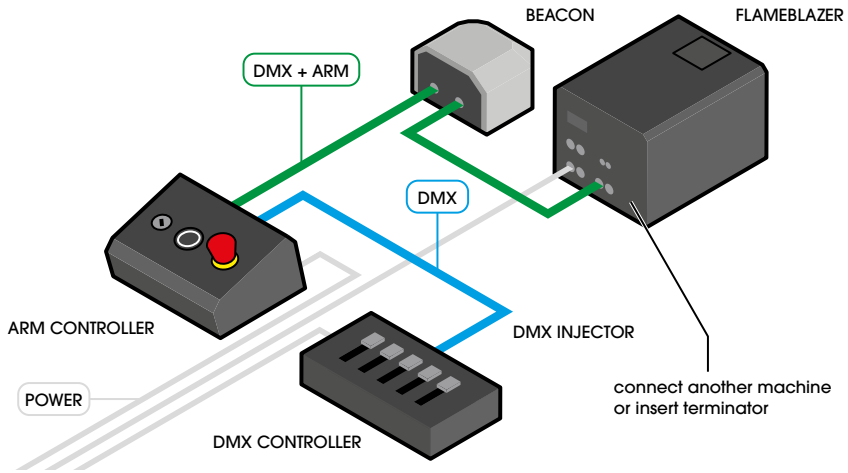 BEACON
FLAMEBLAZER
DMX + ARM
DMX
ARM CONTROLLER
DMX INJECTOR
POWER
connect another machine
or insert terminator
DMX CONTROLLER